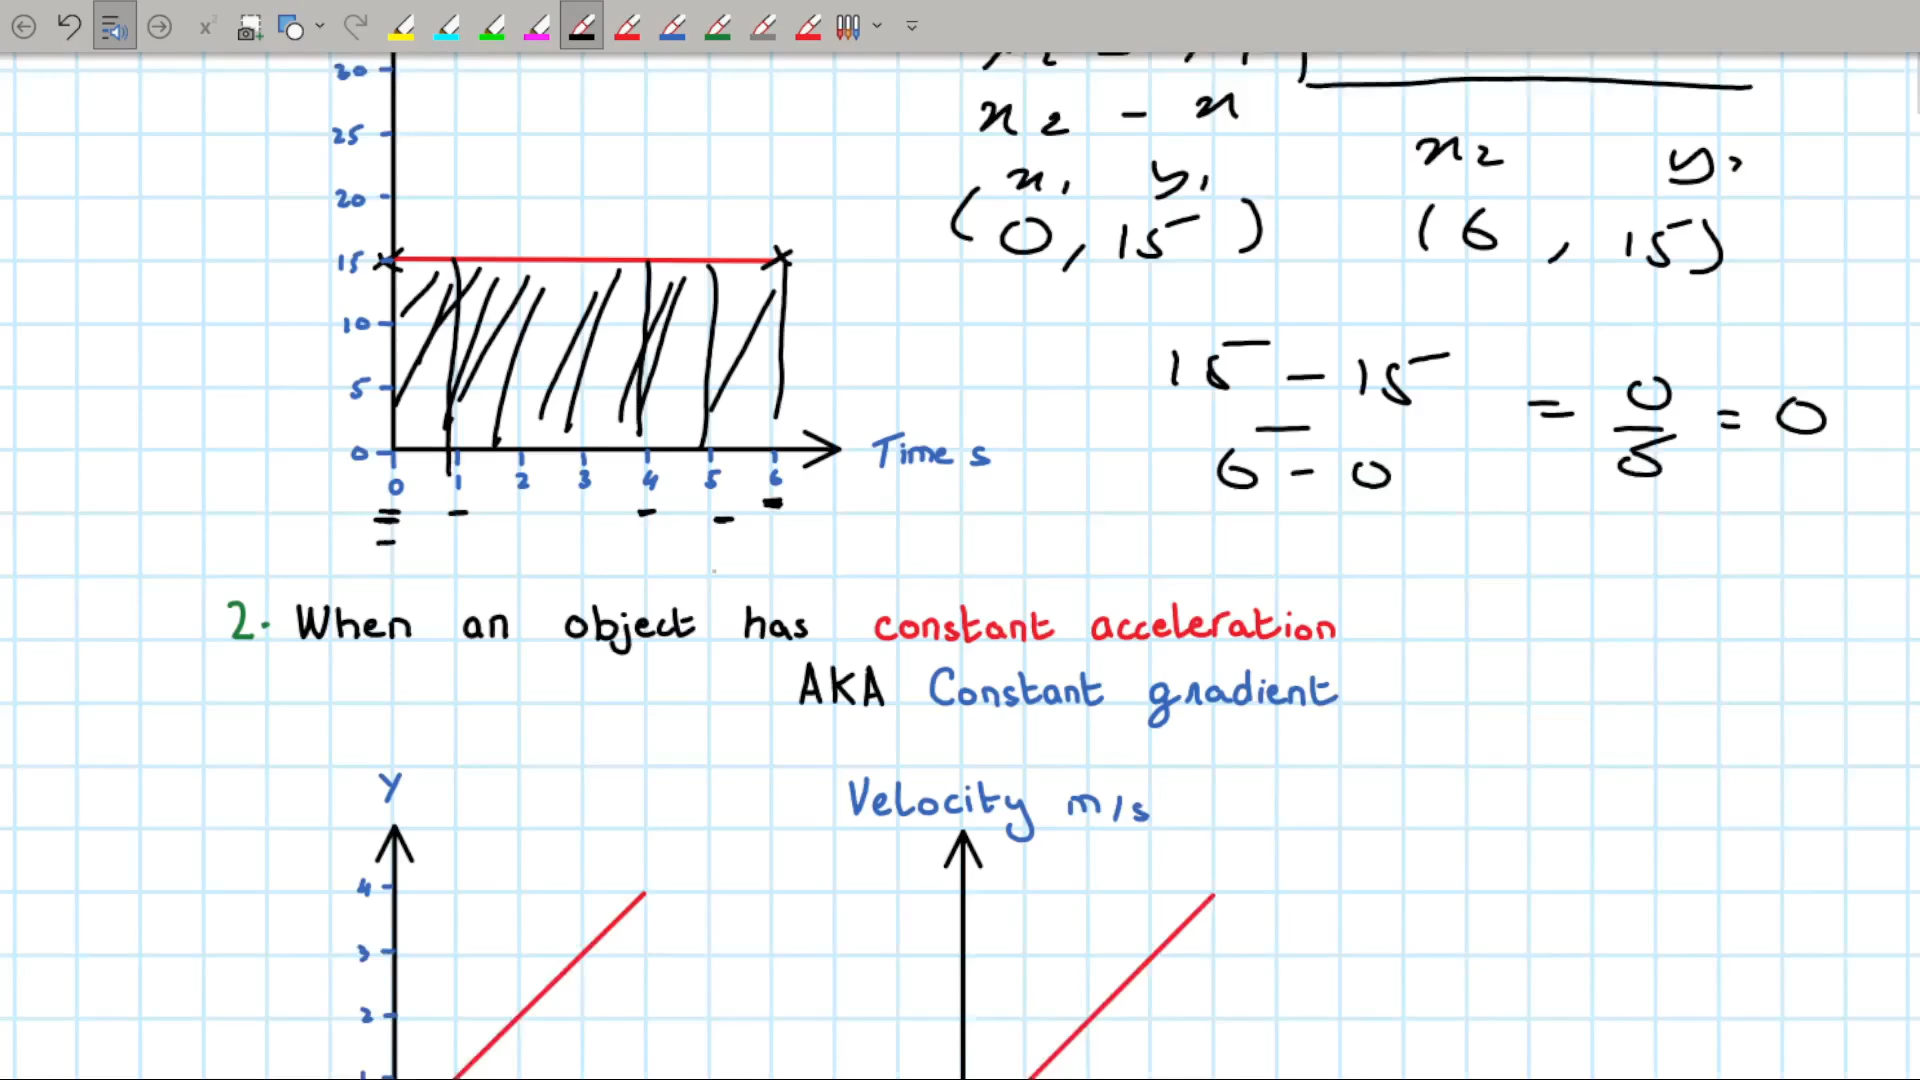 30
25
20
15
10
5
0
0 1 2 3 4 5 6
Time s
x2 - x
x1 y1
(0, 15)
x2 y2
(6, 15)
15 - 15
6 - 0
= 0/5 = 0
2. When an object has constant acceleration
AKA Constant gradient
Y
4
3
2
1
Velocity m/s